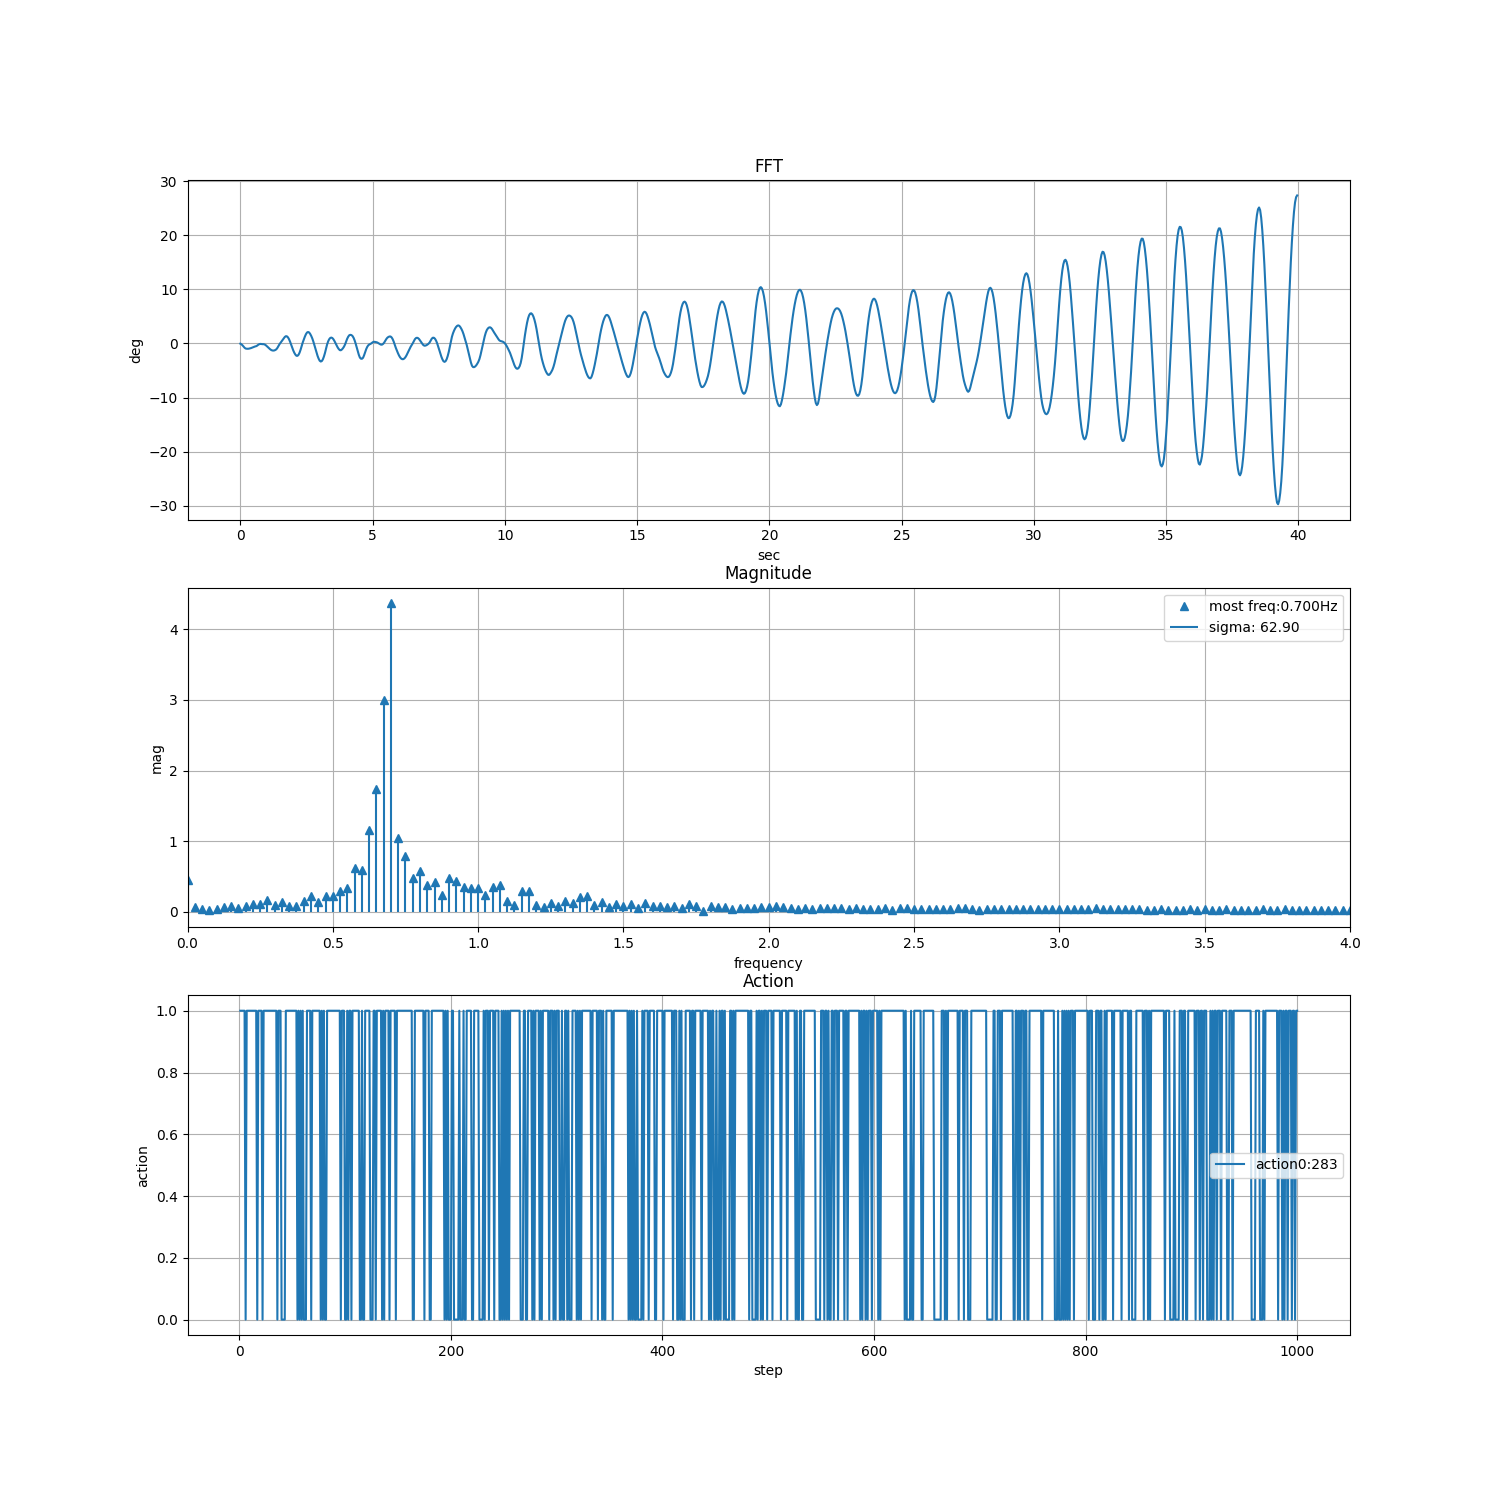 FFT
30
20
10
0
−10
−20
−30
deg
0 5 10 15 20 25 30 35 40
sec
Magnitude
most freq:0.700Hz
sigma: 62.90
4
3
2
1
0
mag
0.0 0.5 1.0 1.5 2.0 2.5 3.0 3.5 4.0
frequency
Action
1.0
0.8
0.6
0.4
0.2
0.0
action
action0:283
0 200 400 600 800 1000
step